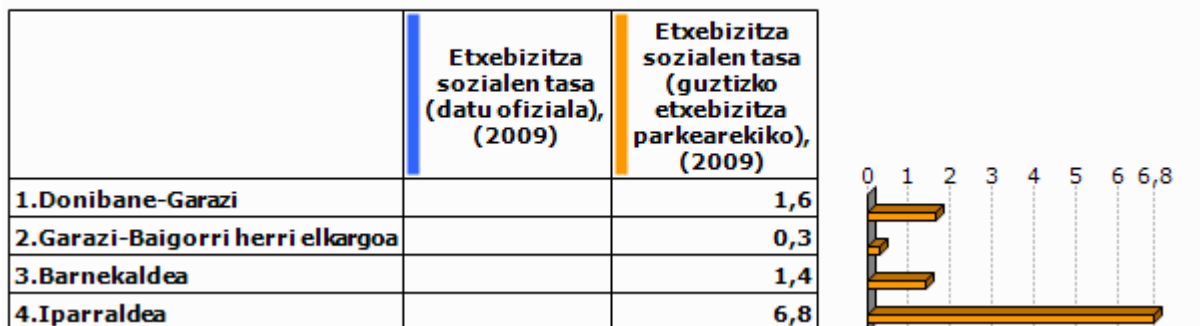 Etxebizitza
sozialen tasa
(datu ofiziala),
(2009)
Etxebizitza
sozialen tasa
(guztizko
etxebizitza
parkearekiko),
(2009)
0 1 2 3 4 5 6 6,8
1.Donibane-Garazi 1,6
2.Garazi-Baigorri herri elkargoa 0,3
3.Barnekaldea 1,4
4.Iparraldea 6,8